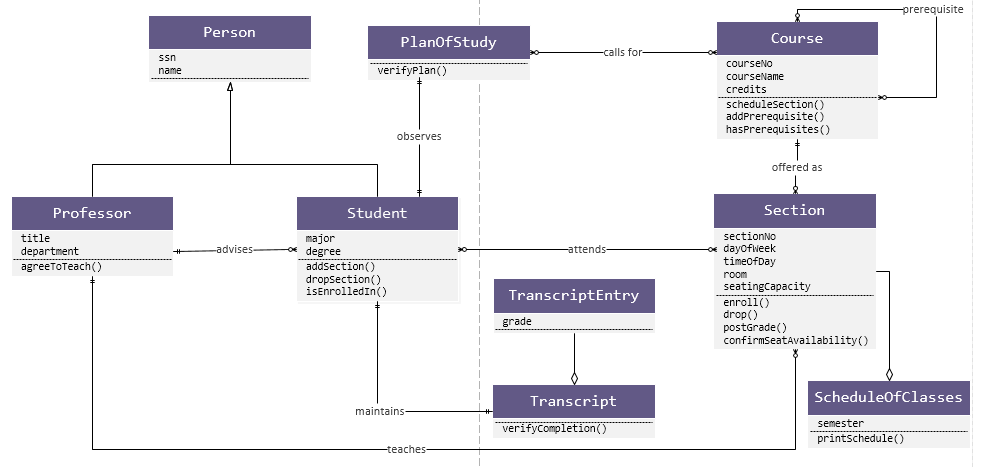 prerequisite
Person
ssn
name
PlanOfStudy
verifyPlan()
calls for
Course
courseNo
courseName
credits
scheduleSection()
addPrerequisite()
hasPrerequisites()
observes
offered as
Professor
title
department
agreeToTeach()
advises
Student
major
degree
addSection()
dropSection()
isEnrolledIn()
attends
Section
sectionNo
dayOfWeek
timeOfDay
room
seatingCapacity
enroll()
drop()
postGrade()
confirmSeatAvailability()
TranscriptEntry
grade
maintains
Transcript
verifyCompletion()
ScheduleOfClasses
semester
printSchedule()
teaches